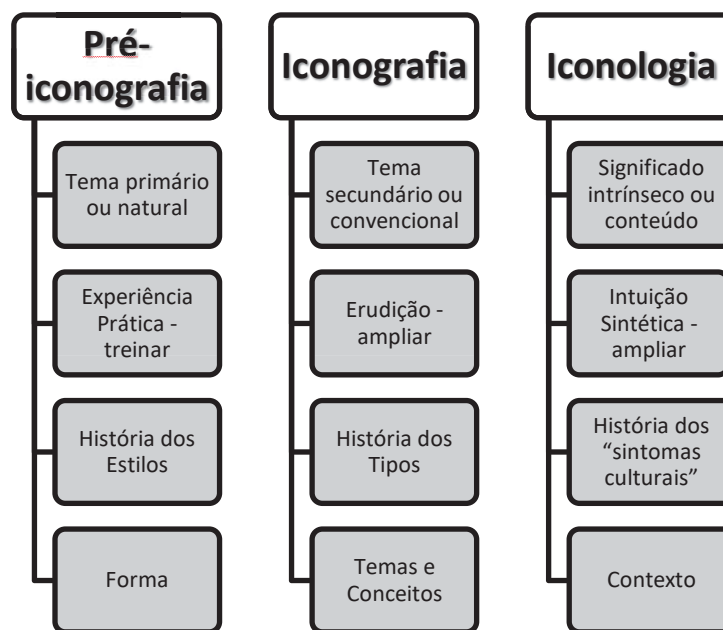 Pré-
iconografia
Tema primário
ou natural
Experiência
Prática -
treinar
História dos
Estilos
Forma
Iconografia
Tema
secundário ou
convencional
Erudição -
ampliar
História dos
Tipos
Temas e
Conceitos
Iconologia
Significado
intrínseco ou
conteúdo
Intuição
Sintética -
ampliar
História dos
“sintomas
culturais”
Contexto